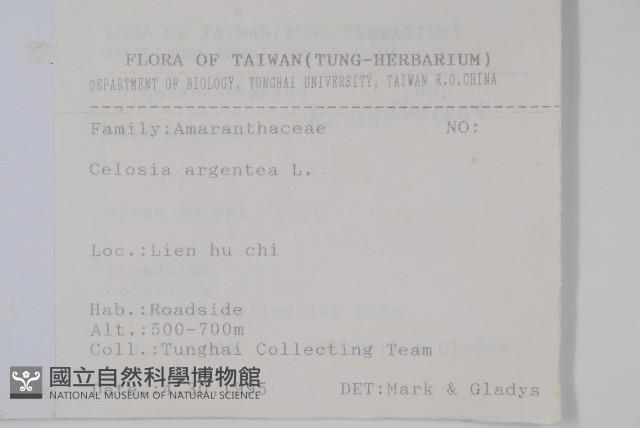 FLORA OF TAIWAN(TUNG-HERBARIUM)
DEPARTMENT OF BIOLOGY, TUNGHAI UNIVERSITY, TAIWAN R.O.CHINA
Family:Amaranthaceae NO:
Celosia argentea L.
Loc.:Lien hu chi
Hab.:Roadside
Alt.:500-700m
Coll.:Tunghai Collecting Team
DET:Mark & Gladys
國立自然科學博物館
NATIONAL MUSEUM OF NATURAL SCIENCE